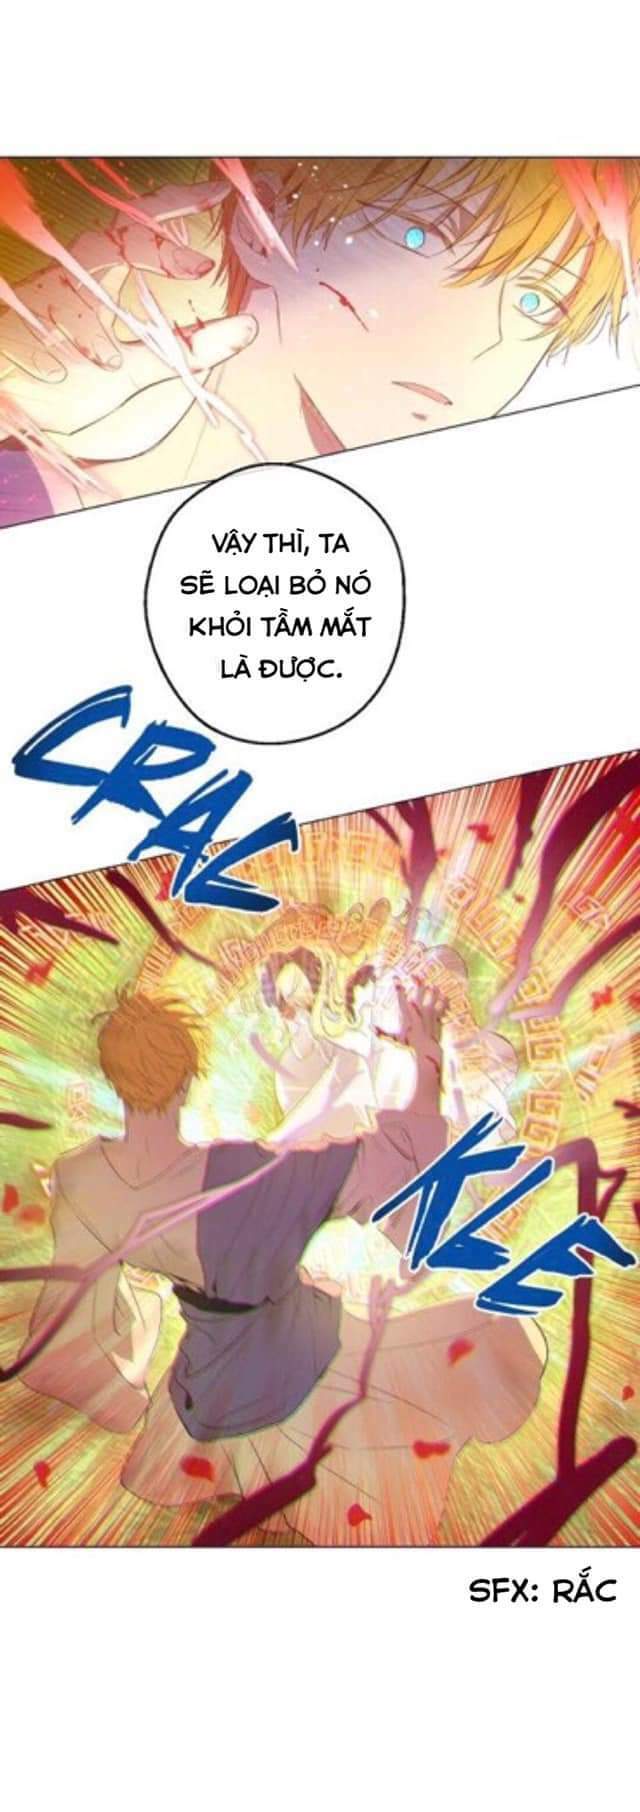 VẬY THÌ, TA
SẼ LOẠI BỎ NÓ
KHỎI TẦM MẮT
LÀ ĐƯỢC.
CRAC
KLE
SFX: RẮC